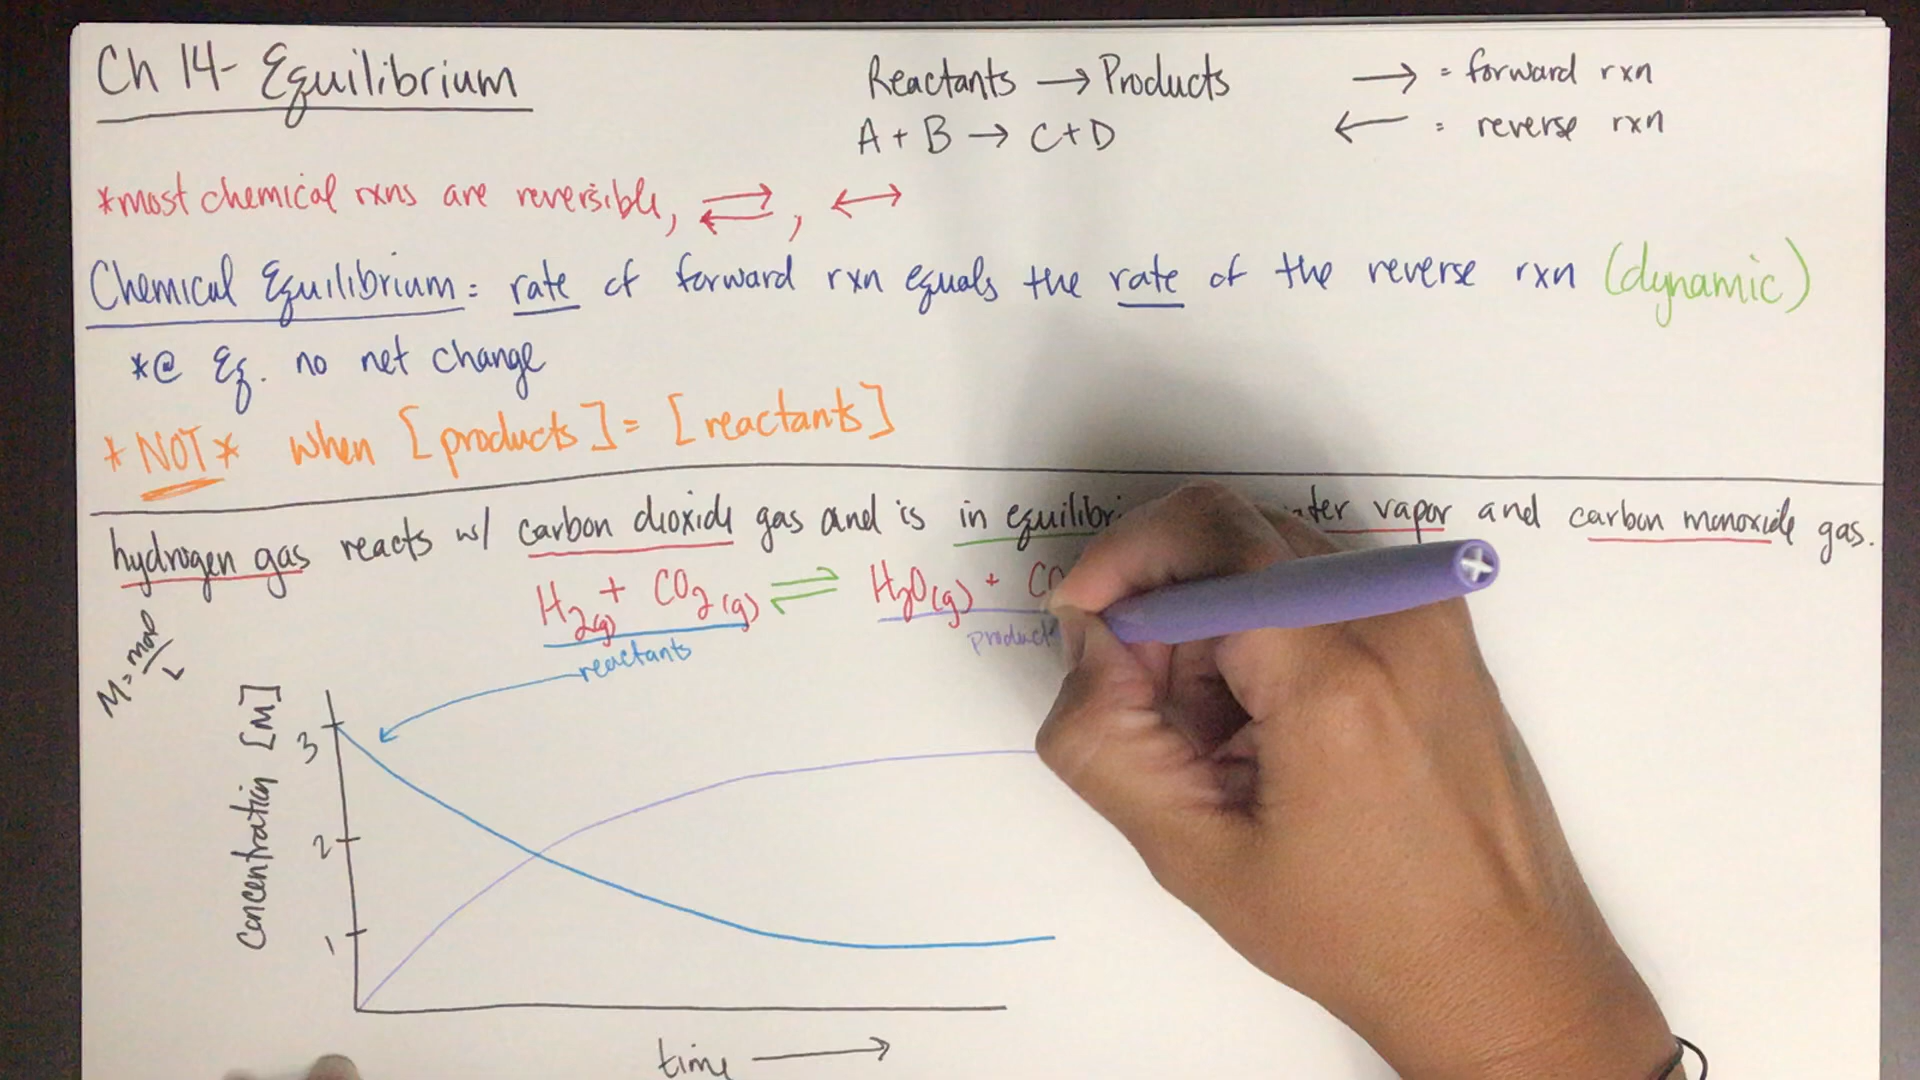 Ch 14- Equilibrium
Reactants → Products
→ = forward rxn
A + B → C+D
← = reverse rxn
*most chemical rxns are reversible, ⇌, ↔
Chemical Equilibrium: rate of forward rxn equals the rate of the reverse rxn (dynamic)
*@ Eq. no net change
*NOT* when [products] = [reactants]
hydrogen gas reacts w/ carbon dioxide gas and is in vapor and carbon monoxide gas.
H2(g) + CO2(g) ⇌ H2O(g) +
reactants
M = mol/L
Concentration [M]
3
2
1
time →